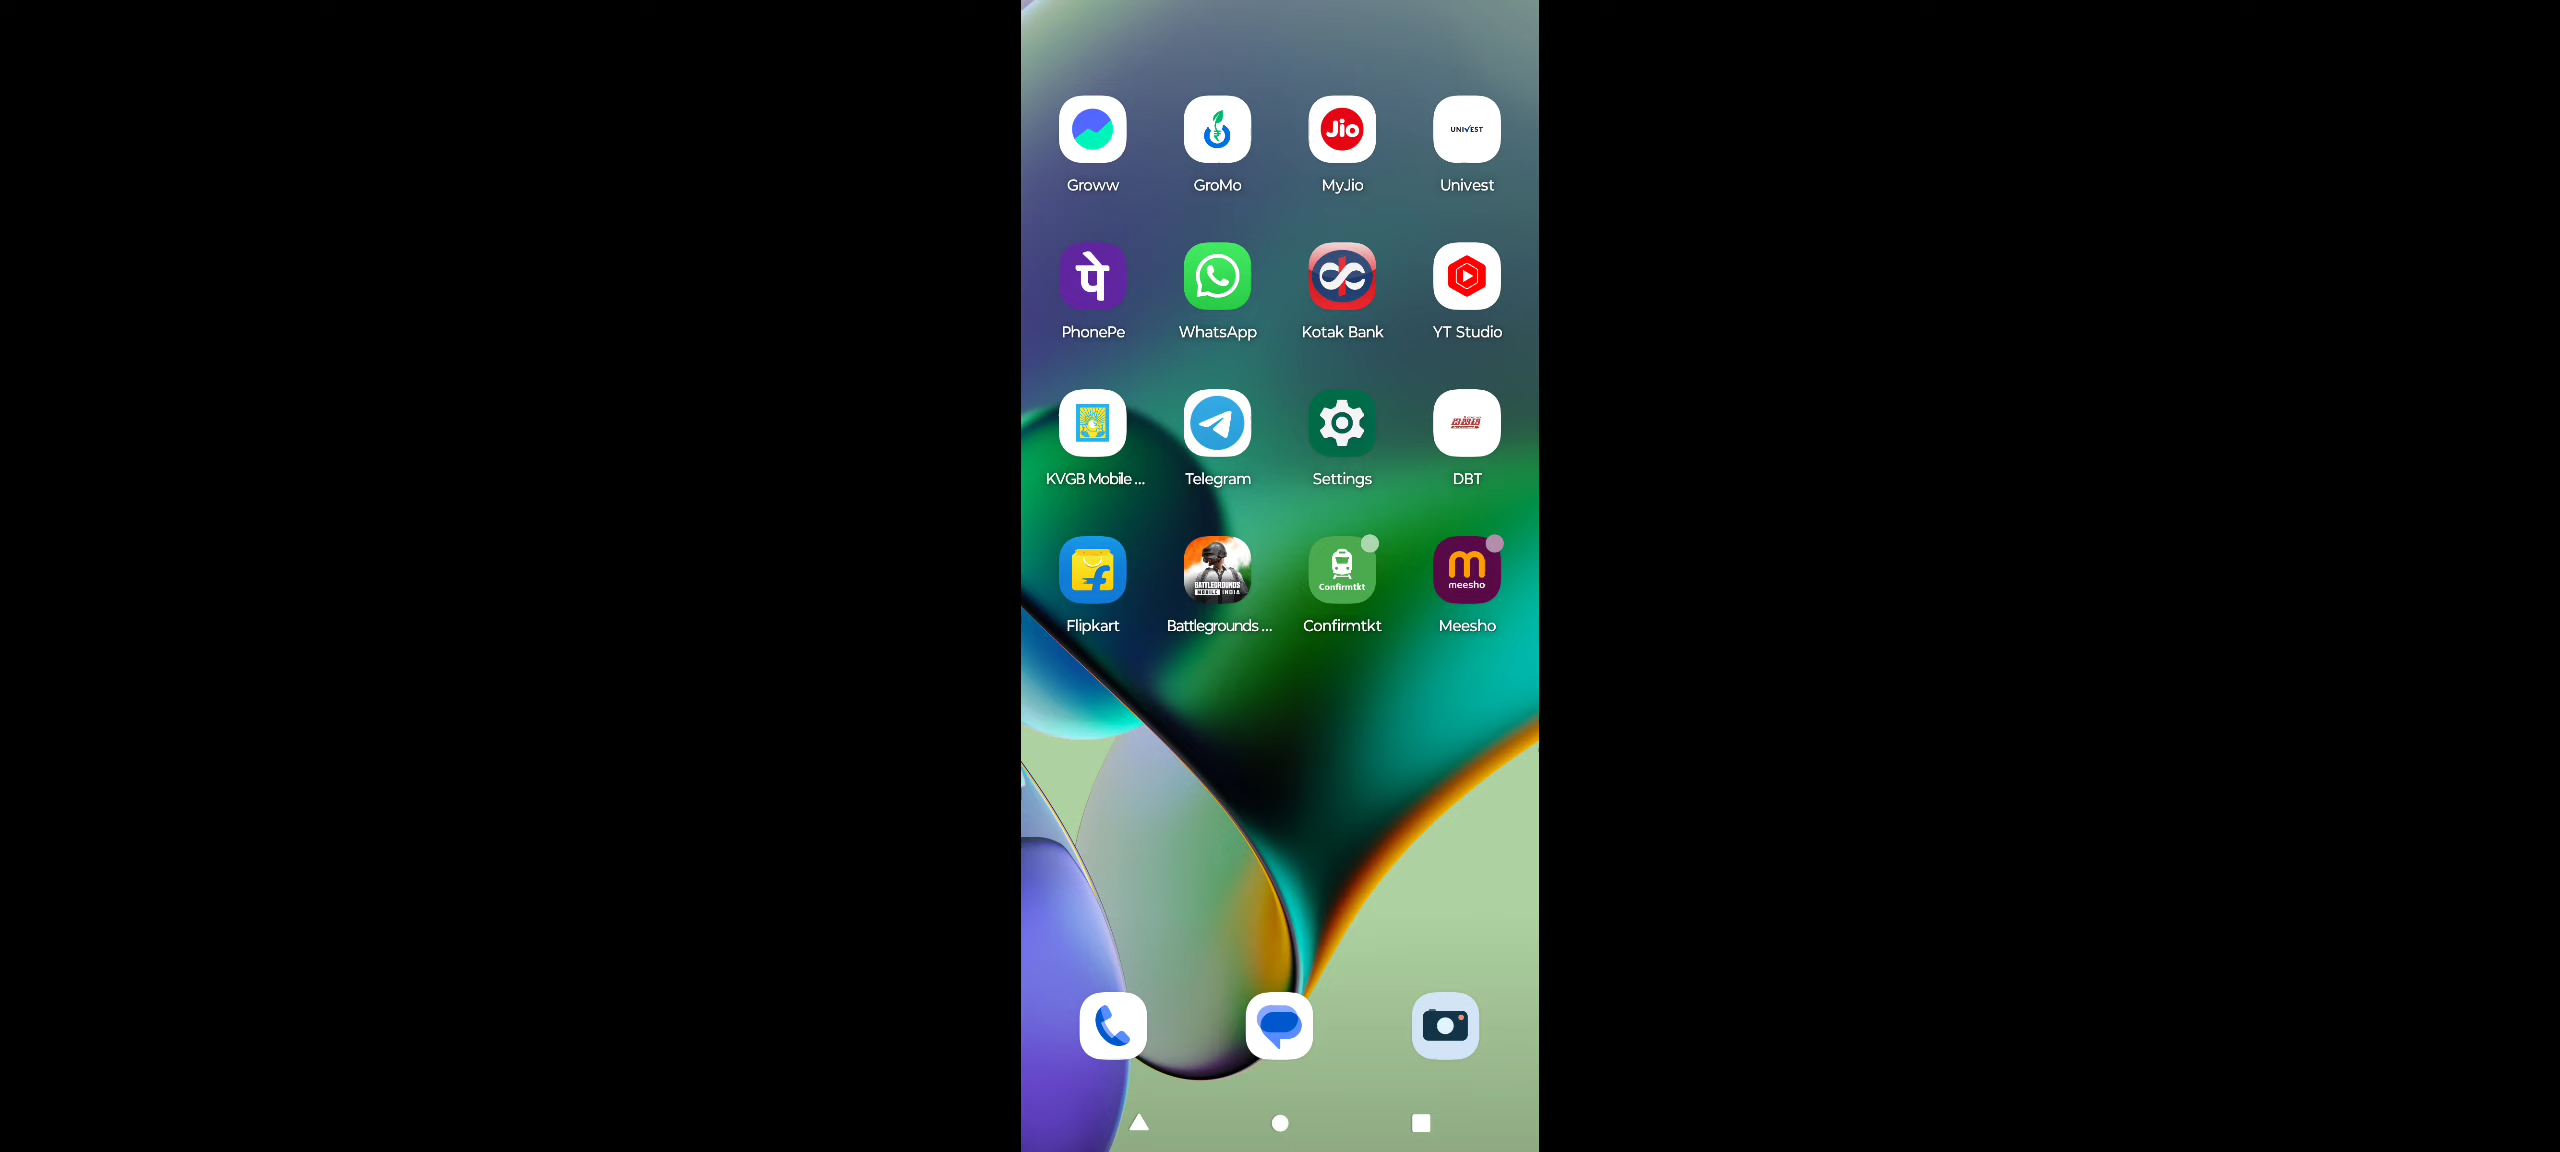 Jio
UNIVEST
Groww
GroMo
MyJio
Univest
पे
PhonePe
WhatsApp
Kotak Bank
YT Studio
KVGB Mobile ...
Telegram
Settings
DBT
BATTLEGROUNDS
MOBILE INDIA
Confirmtkt
m
meesho
Flipkart
Battlegrounds ...
Confirmtkt
Meesho